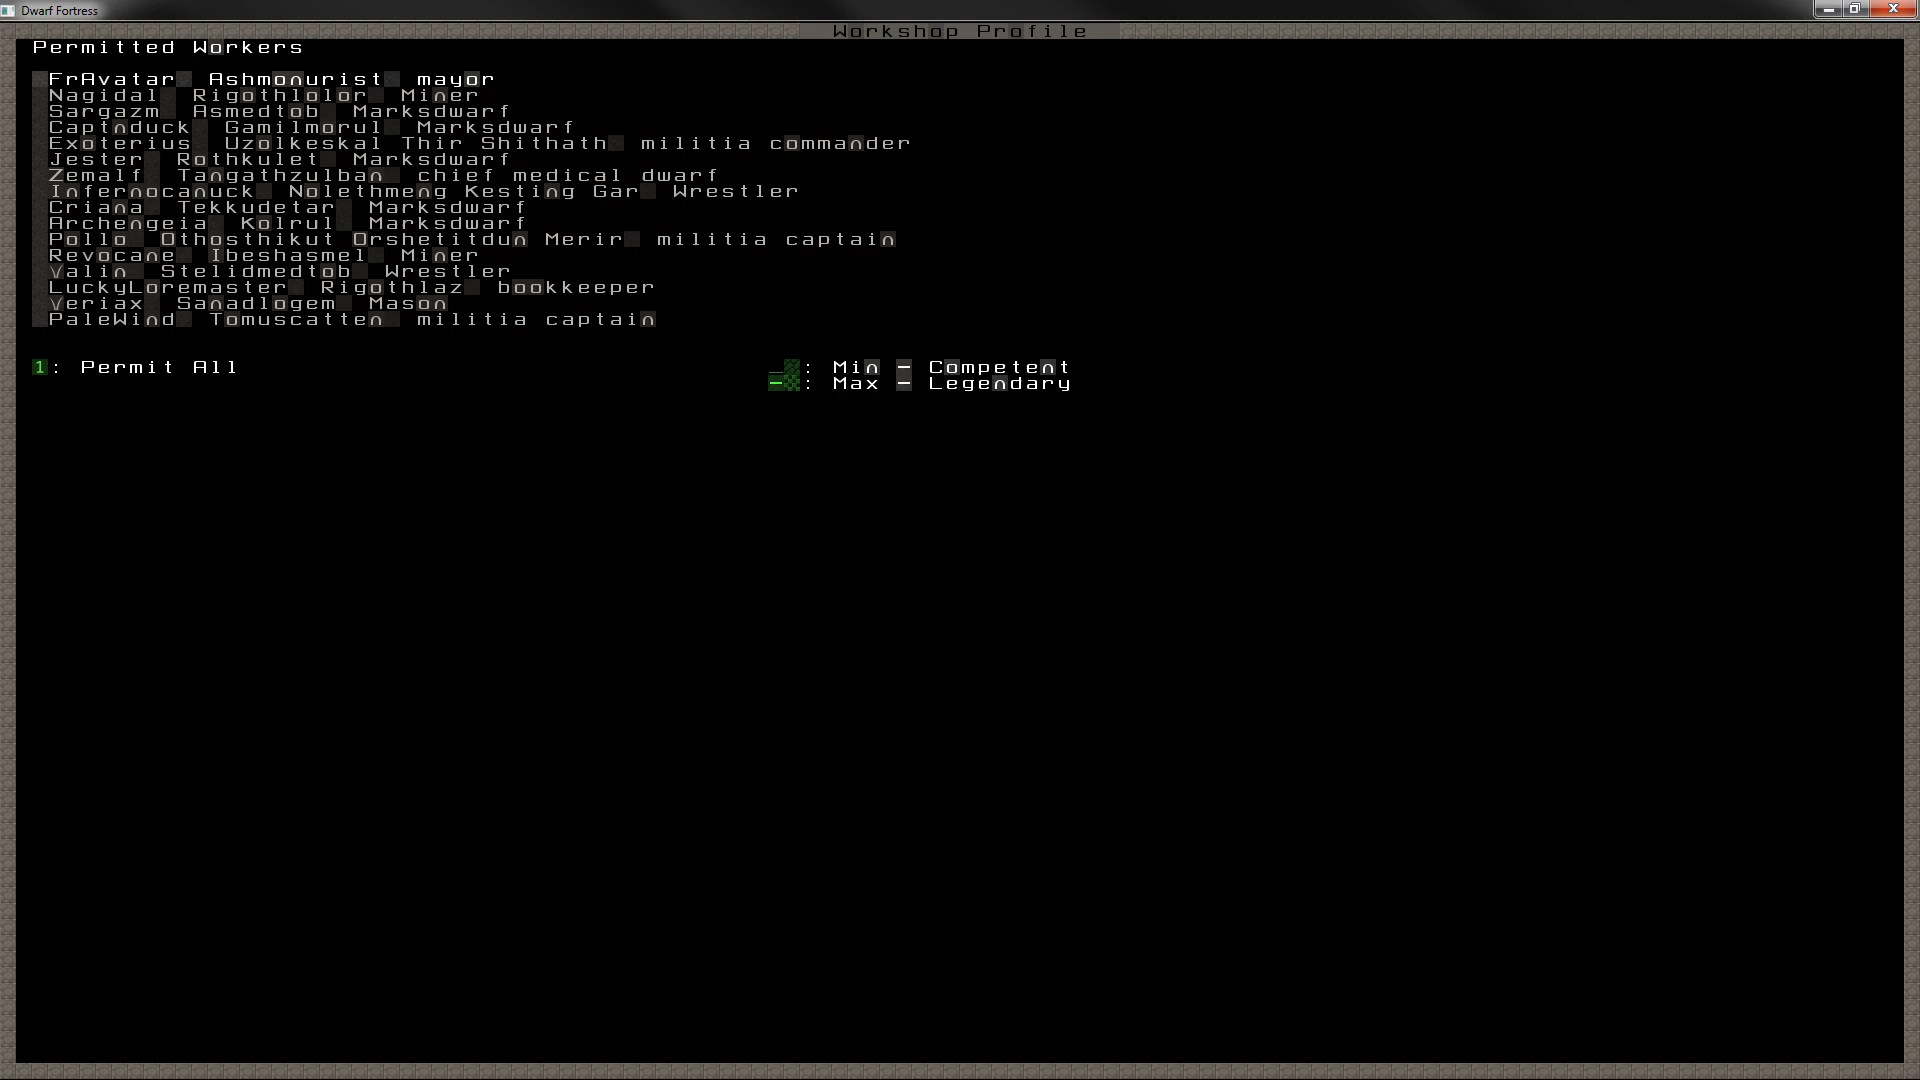 Dwarf Fortress
Workshop Profile
Permitted Workers
FrAvatar Ashmonurist mayor
Nagidal Rigothlolor Miner
Sargazm Asmedtob Marksdwarf
Captnduck Gamilmorul Marksdwarf
Exoterius Uzolkeskal Thir Shithath militia commander
Jester Rothkulet Marksdwarf
Zemalf Tangathzulban chief medical dwarf
Infernocanuck Nolethmeng Kesting Gar Wrestler
Criana Tekkudetar Marksdwarf
Archengeia Kolrul Marksdwarf
Pollo Othosthikut Orshetitdun Merir militia captain
Revocane Ibeshasmel Miner
Valin Stelidmedtob Wrestler
LuckyLoremaster Rigothlaz bookkeeper
Veriax Sanadlogem Mason
PaleWind Tomuscatten militia captain
1: Permit All
: Min - Competent
: Max - Legendary